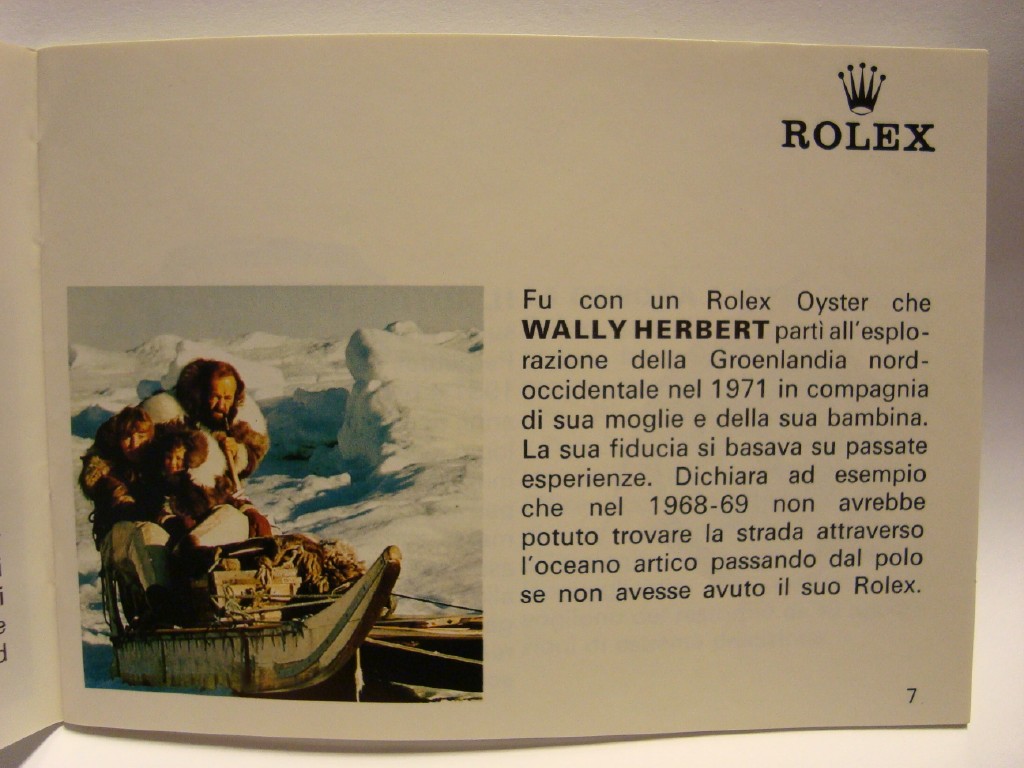 ROLEX
Fu con un Rolex Oyster che
WALLY HERBERT partì all'esplo-
razione della Groenlandia nord-
occidentale nel 1971 in compagnia
di sua moglie e della sua bambina.
La sua fiducia si basava su passate
esperienze. Dichiara ad esempio
che nel 1968-69 non avrebbe
potuto trovare la strada attraverso
l'oceano artico passando dal polo
se non avesse avuto il suo Rolex.
7